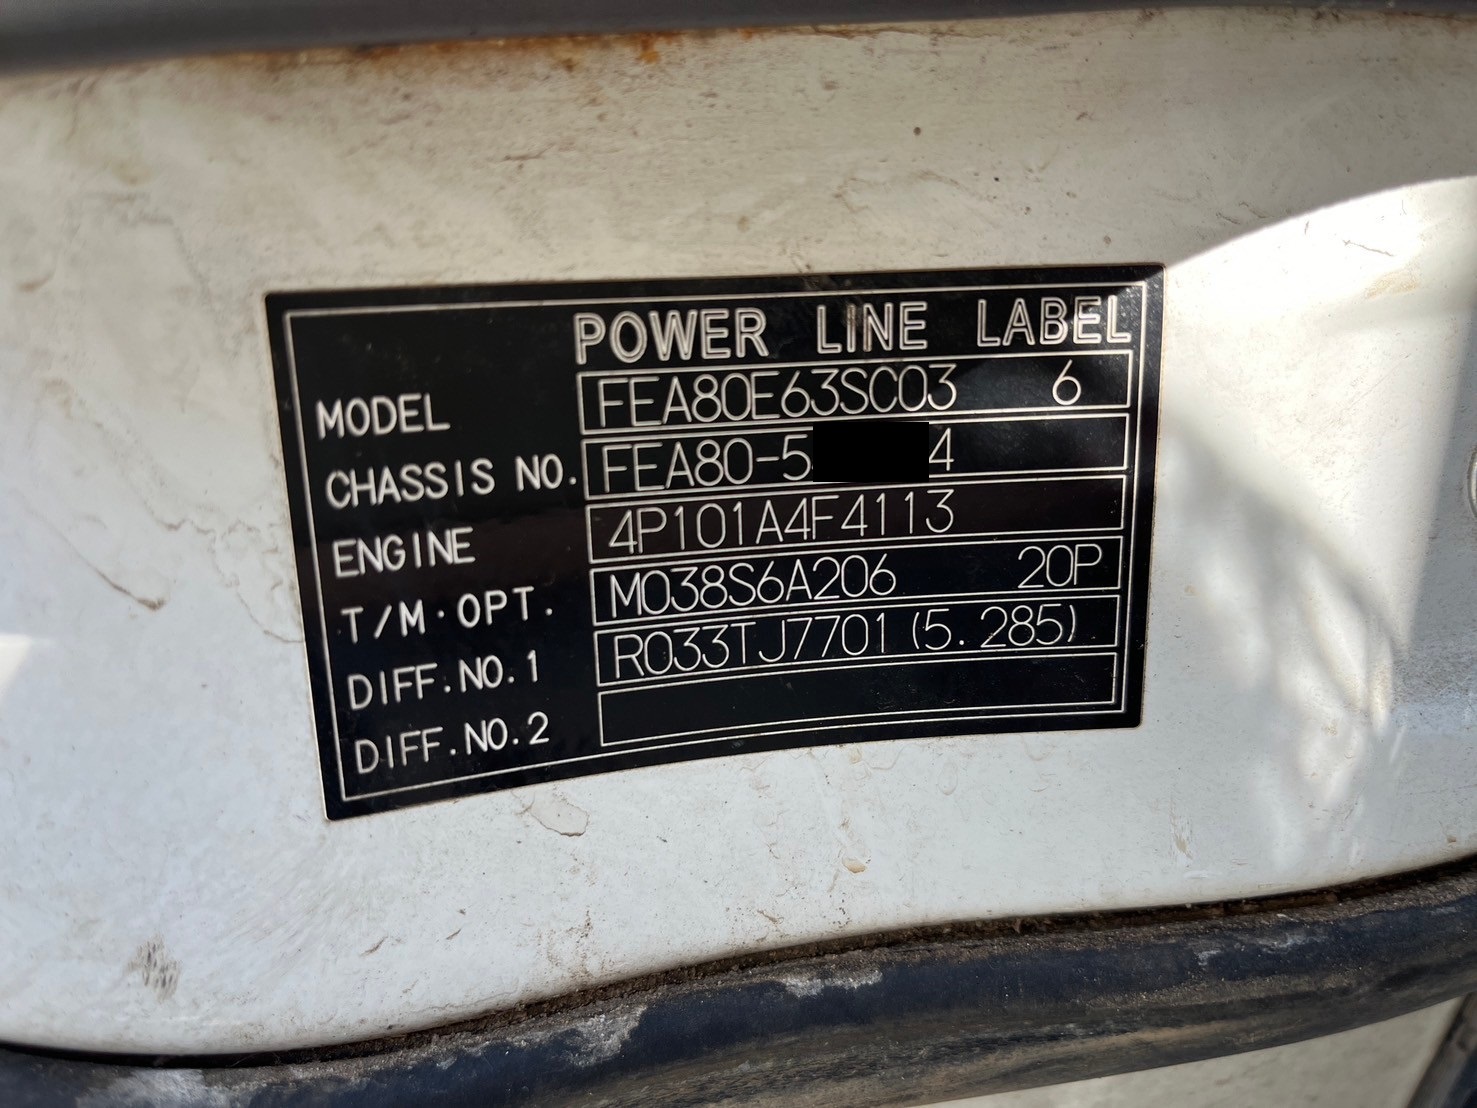 POWER LINE LABEL
MODEL FEA80E63SC03 6
CHASSIS NO. FEA80-5 4
ENGINE 4P101A4F4113
T/M·OPT. M038S6A206 20P
DIFF.NO.1 R033TJ7701 (5.285)
DIFF.NO.2